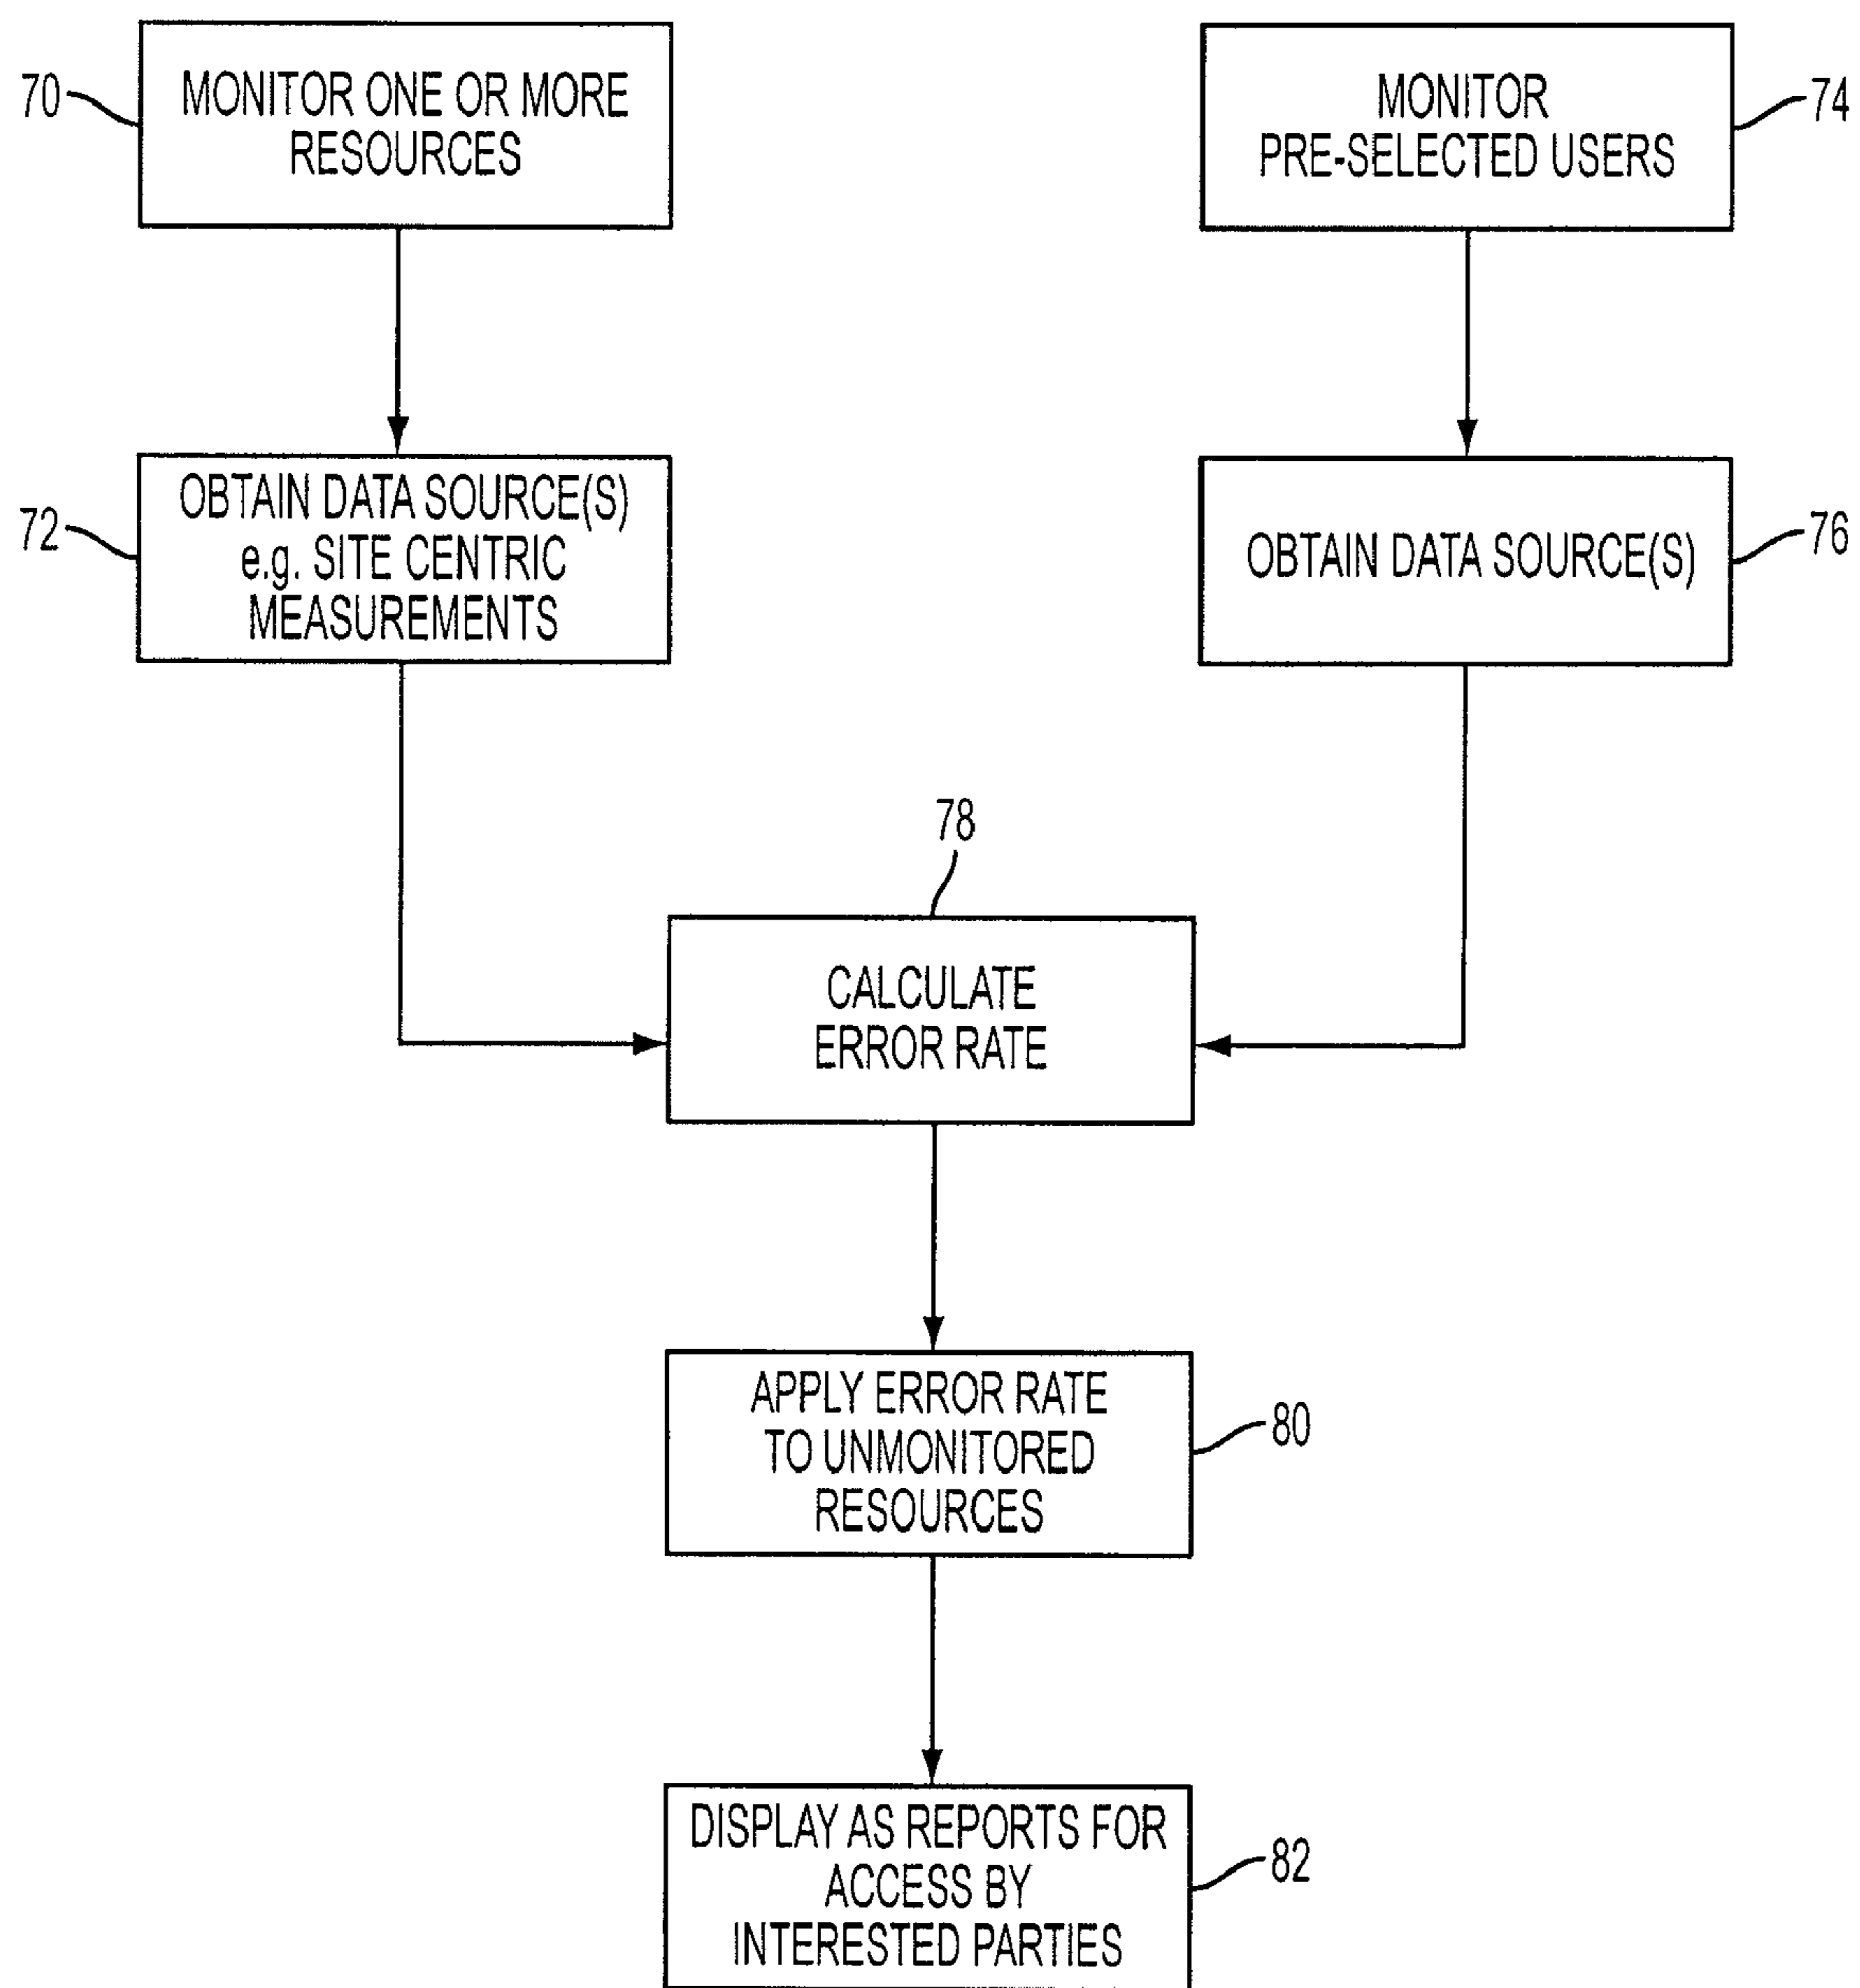 70
MONITOR ONE OR MORE
RESOURCES
MONITOR
PRE-SELECTED USERS
74
72
OBTAIN DATA SOURCE(S)
e.g. SITE CENTRIC
MEASUREMENTS
OBTAIN DATA SOURCE(S)
76
78
CALCULATE
ERROR RATE
APPLY ERROR RATE
TO UNMONITORED
RESOURCES
80
DISPLAY AS REPORTS FOR
ACCESS BY
INTERESTED PARTIES
82